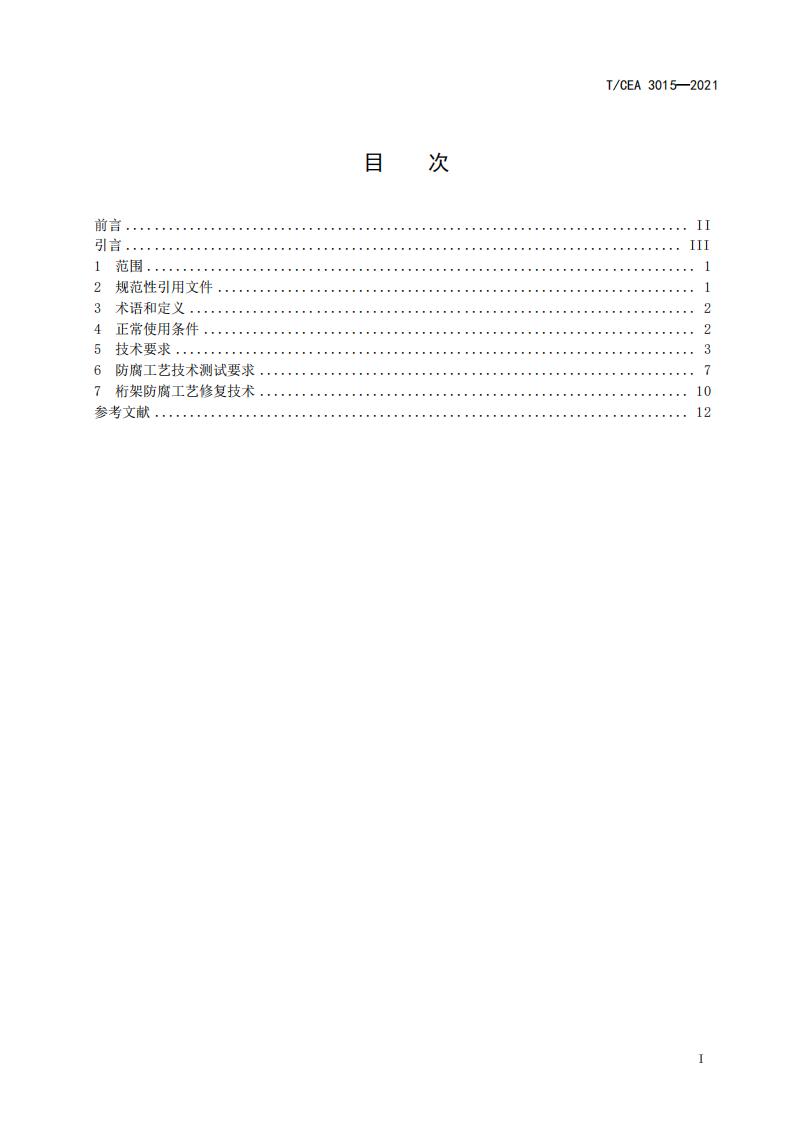 T/CEA 3015—2021
目 次
前言........................................................................ II
引言........................................................................ III
1 范围........................................................................ 1
2 规范性引用文件........................................................................ 1
3 术语和定义........................................................................ 2
4 正常使用条件........................................................................ 2
5 技术要求........................................................................ 3
6 防腐工艺技术测试要求........................................................................ 7
7 桁架防腐工艺修复技术........................................................................ 10
参考文献........................................................................ 12
I